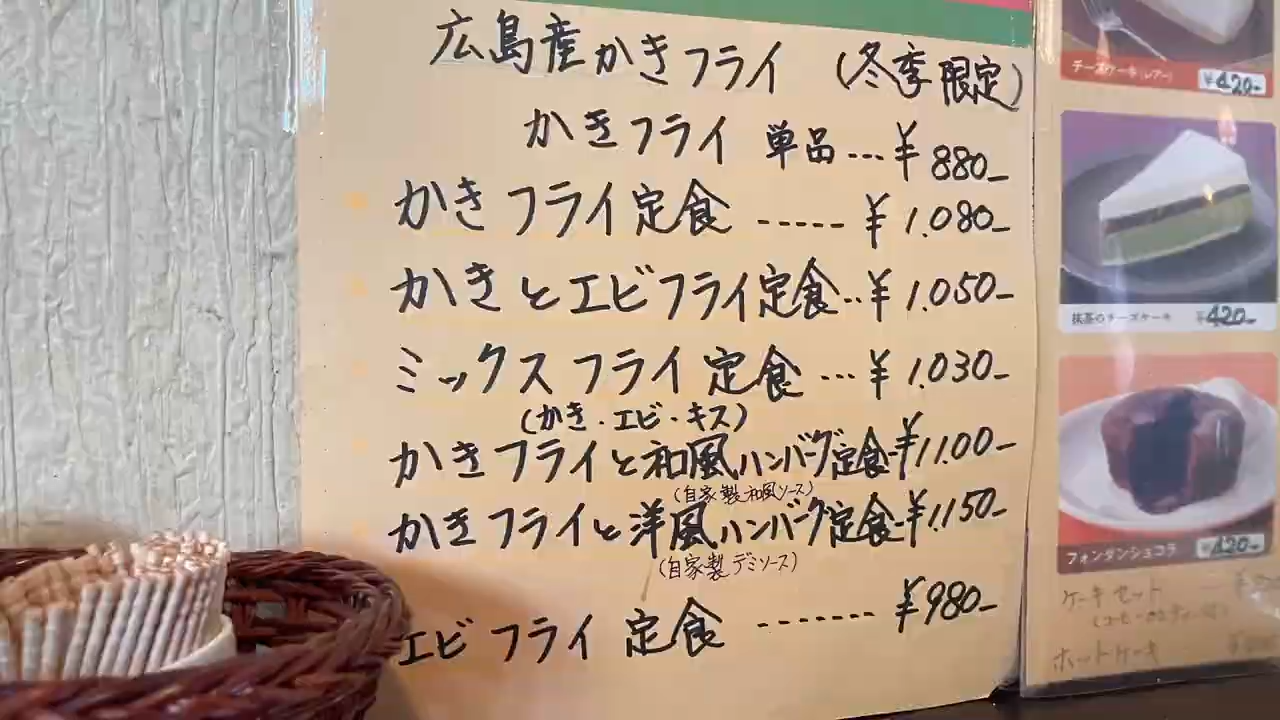 広島産かきフライ (冬季限定)
かきフライ 単品…¥880-
かきフライ定食 ----- ¥1.080-
かきとエビフライ定食‥¥1.050-
ミックスフライ定食 …¥1.030-
(かき・エビ・キス)
かきフライと和風ハンバーグ定食-¥1.100-
(自家製和風ソース)
かきフライと洋風ハンバーグ定食-¥1.150-
(自家製デミソース)
エビフライ定食 ------- ¥980-
チーズケーキ(レアー) ¥420-
抹茶のチーズケーキ ¥420-
フォンダンショコラ ¥420-
ケーキセット
ホットケーキ